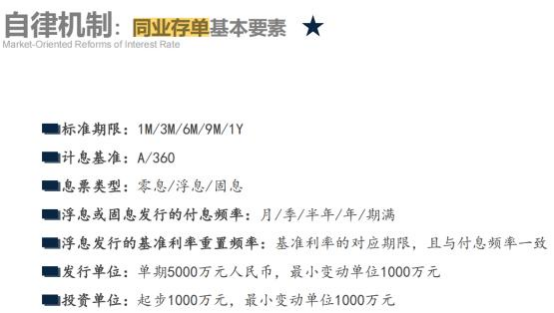 自律机制：同业存单基本要素 ★
Market-Oriented Reforms of Interest Rate
标准期限：1M/3M/6M/9M/1Y
计息基准：A/360
息票类型：零息/浮息/固息
浮息或固息发行的付息频率：月/季/半年/年/期满
浮息发行的基准利率重置频率：基准利率的对应期限，且与付息频率一致
发行单位：单期5000万元人民币，最小变动单位1000万元
投资单位：起步1000万元，最小变动单位1000万元